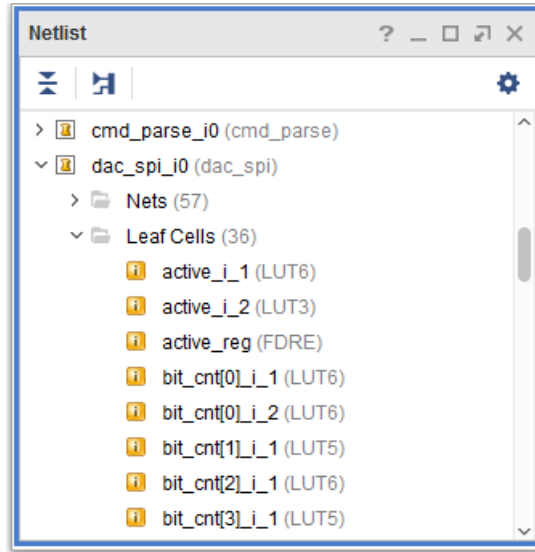 Netlist
cmd_parse_i0 (cmd_parse)
dac_spi_i0 (dac_spi)
Nets (57)
Leaf Cells (36)
active_i_1 (LUT6)
active_i_2 (LUT3)
active_reg (FDRE)
bit_cnt[0]_i_1 (LUT6)
bit_cnt[0]_i_2 (LUT6)
bit_cnt[1]_i_1 (LUT5)
bit_cnt[2]_i_1 (LUT6)
bit_cnt[3]_i_1 (LUT5)